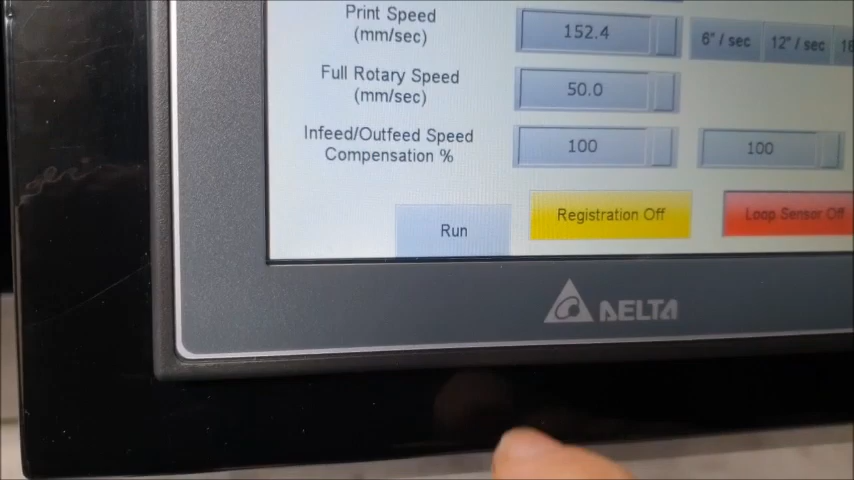 Print Speed
(mm/sec)
152.4
6" / sec
12" / sec
Full Rotary Speed
(mm/sec)
50.0
Infeed/Outfeed Speed
Compensation %
100
100
Run
Registration Off
Loop Sensor Off
DELTA